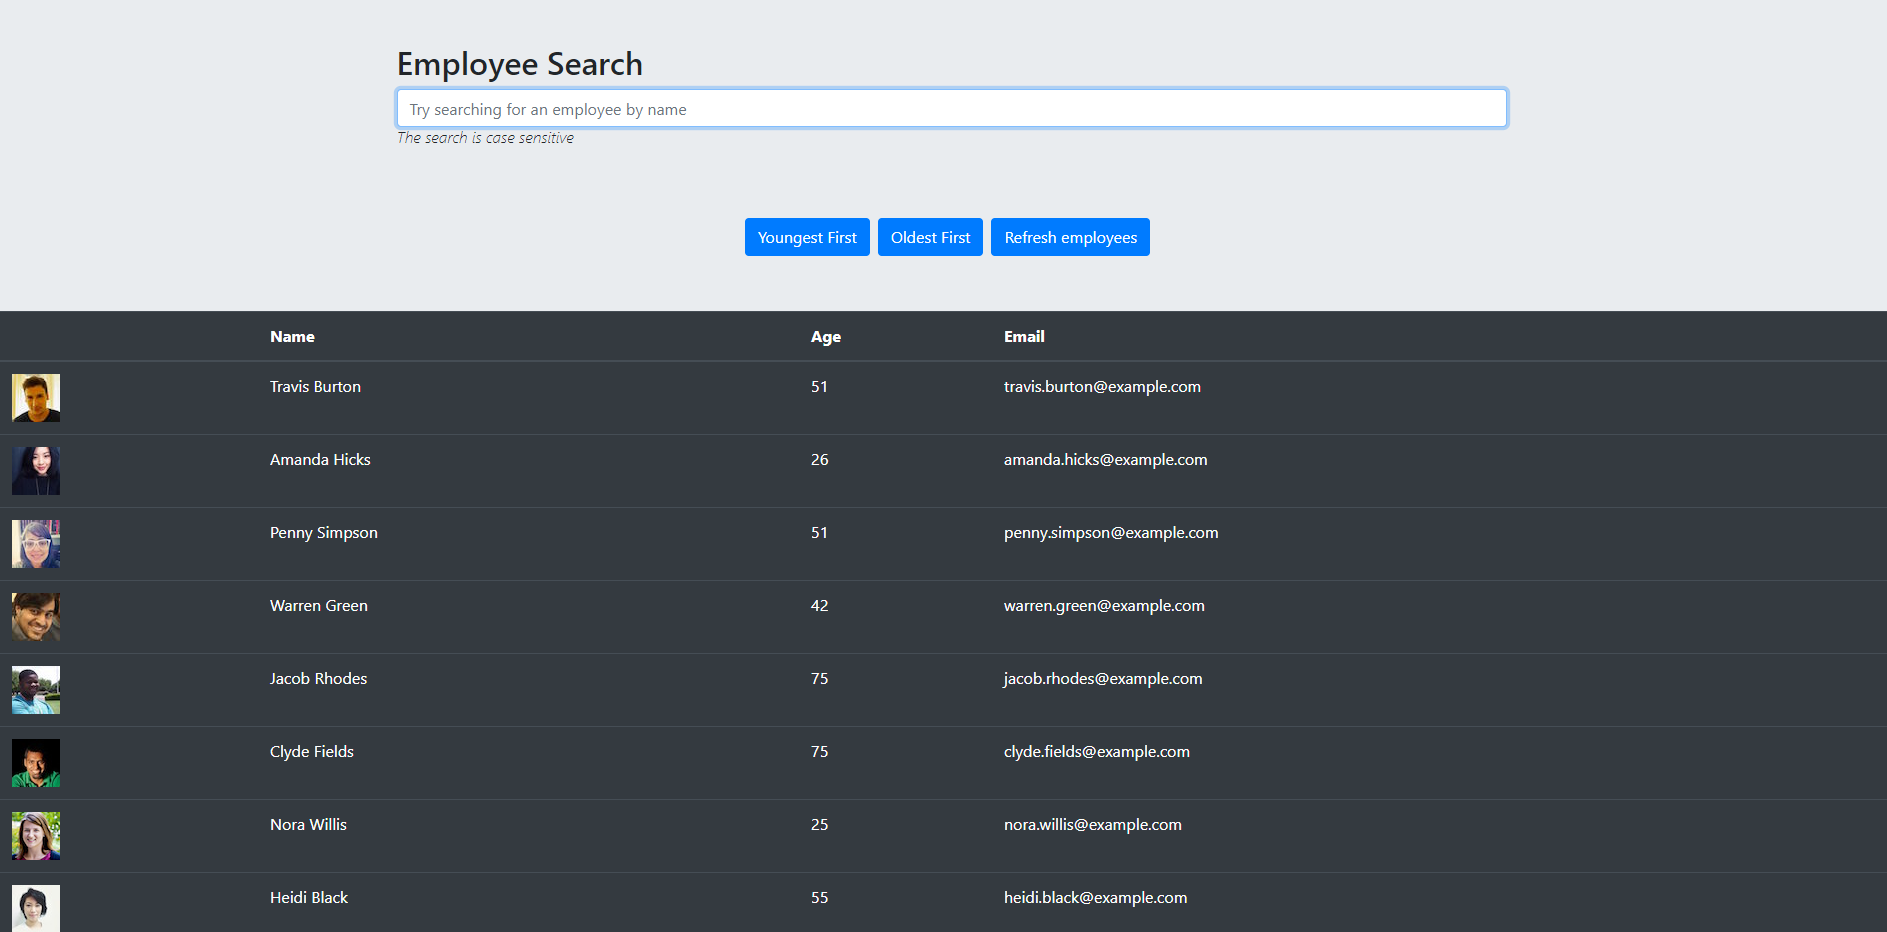 Employee Search
Try searching for an employee by name
The search is case sensitive
Youngest First Oldest First Refresh employees
Name Age Email
Travis Burton 51 travis.burton@example.com
Amanda Hicks 26 amanda.hicks@example.com
Penny Simpson 51 penny.simpson@example.com
Warren Green 42 warren.green@example.com
Jacob Rhodes 75 jacob.rhodes@example.com
Clyde Fields 75 clyde.fields@example.com
Nora Willis 25 nora.willis@example.com
Heidi Black 55 heidi.black@example.com